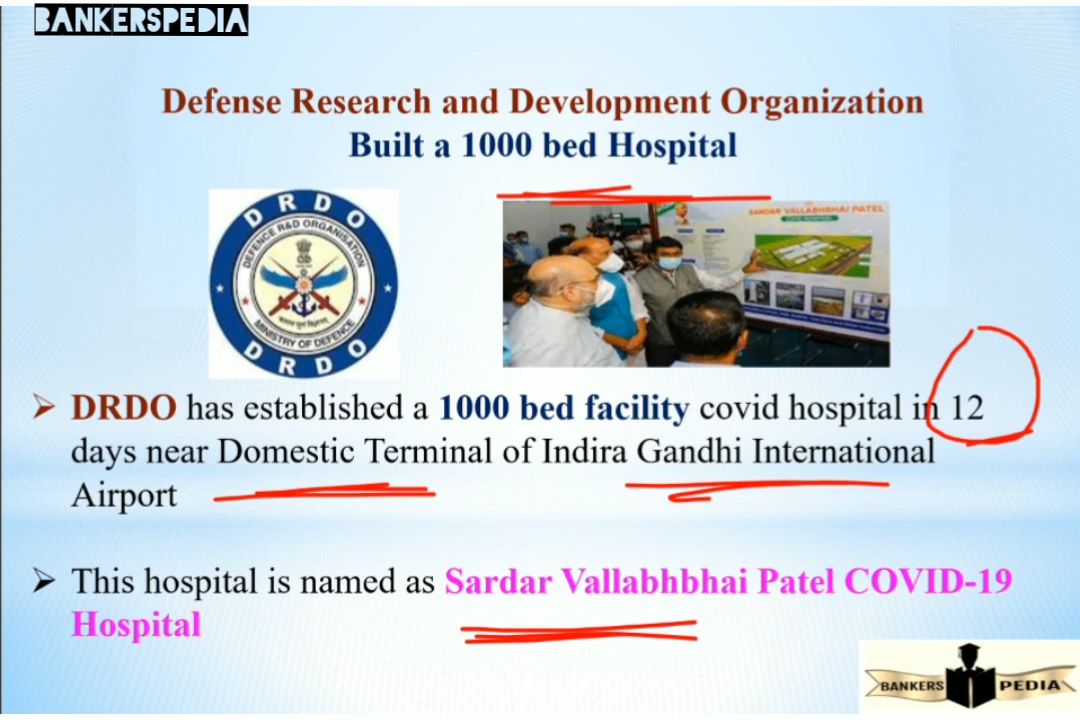 BANKERSPEDIA
Defense Research and Development Organization
Built a 1000 bed Hospital
DRDO
DEFENCE R&D ORGANISATION
MINISTRY OF DEFENCE
DRDO
SARDAR VALLABHBHAI PATEL
COVID HOSPITAL
➤ DRDO has established a 1000 bed facility covid hospital in 12
days near Domestic Terminal of Indira Gandhi International
Airport
➤ This hospital is named as Sardar Vallabhbhai Patel COVID-19
Hospital
BANKERS PEDIA